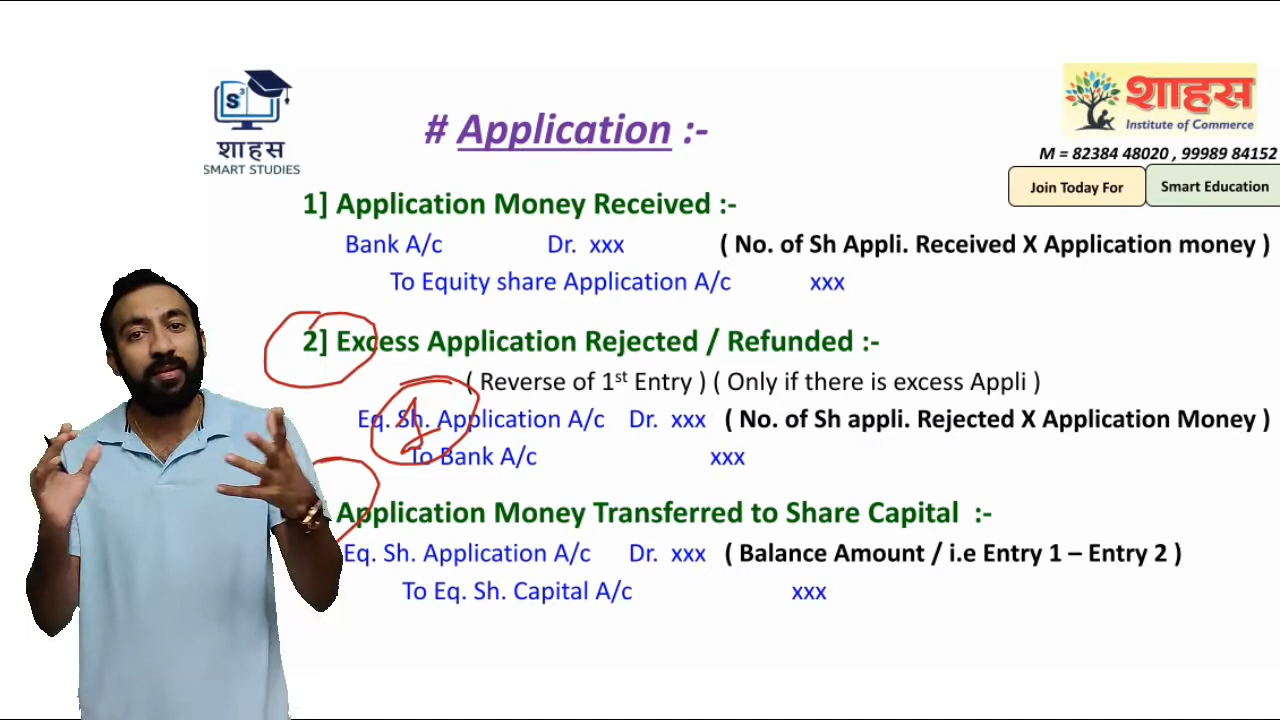 S³
शाहस
SMART STUDIES
# Application :-
शाहस
Institute of Commerce
M = 82384 48020 , 99989 84152
Join Today For
Smart Education
1] Application Money Received :-
Bank A/c Dr. xxx ( No. of Sh Appli. Received X Application money )
To Equity share Application A/c xxx
2] Excess Application Rejected / Refunded :-
( Reverse of 1st Entry ) ( Only if there is excess Appli )
Eq. Sh. Application A/c Dr. xxx ( No. of Sh appli. Rejected X Application Money )
To Bank A/c xxx
Application Money Transferred to Share Capital :-
Eq. Sh. Application A/c Dr. xxx ( Balance Amount / i.e Entry 1 – Entry 2 )
To Eq. Sh. Capital A/c xxx